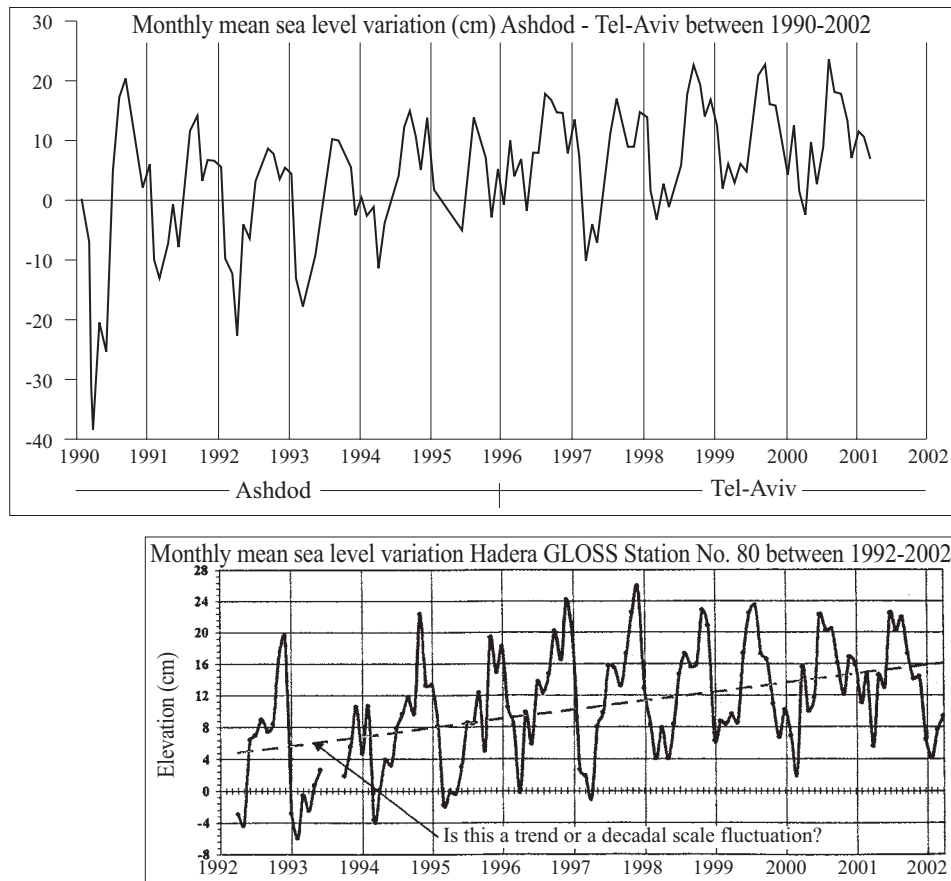 Monthly mean sea level variation (cm) Ashdod - Tel-Aviv between 1990-2002
30
20
10
0
-10
-20
-30
-40
1990 1991 1992 1993 1994 1995 1996 1997 1998 1999 2000 2001 2002
Ashdod Tel-Aviv
Monthly mean sea level variation Hadera GLOSS Station No. 80 between 1992-2002
Elevation (cm)
28
24
20
16
12
8
4
0
-4
-8
Is this a trend or a decadal scale fluctuation?
1992 1993 1994 1995 1996 1997 1998 1999 2000 2001 2002